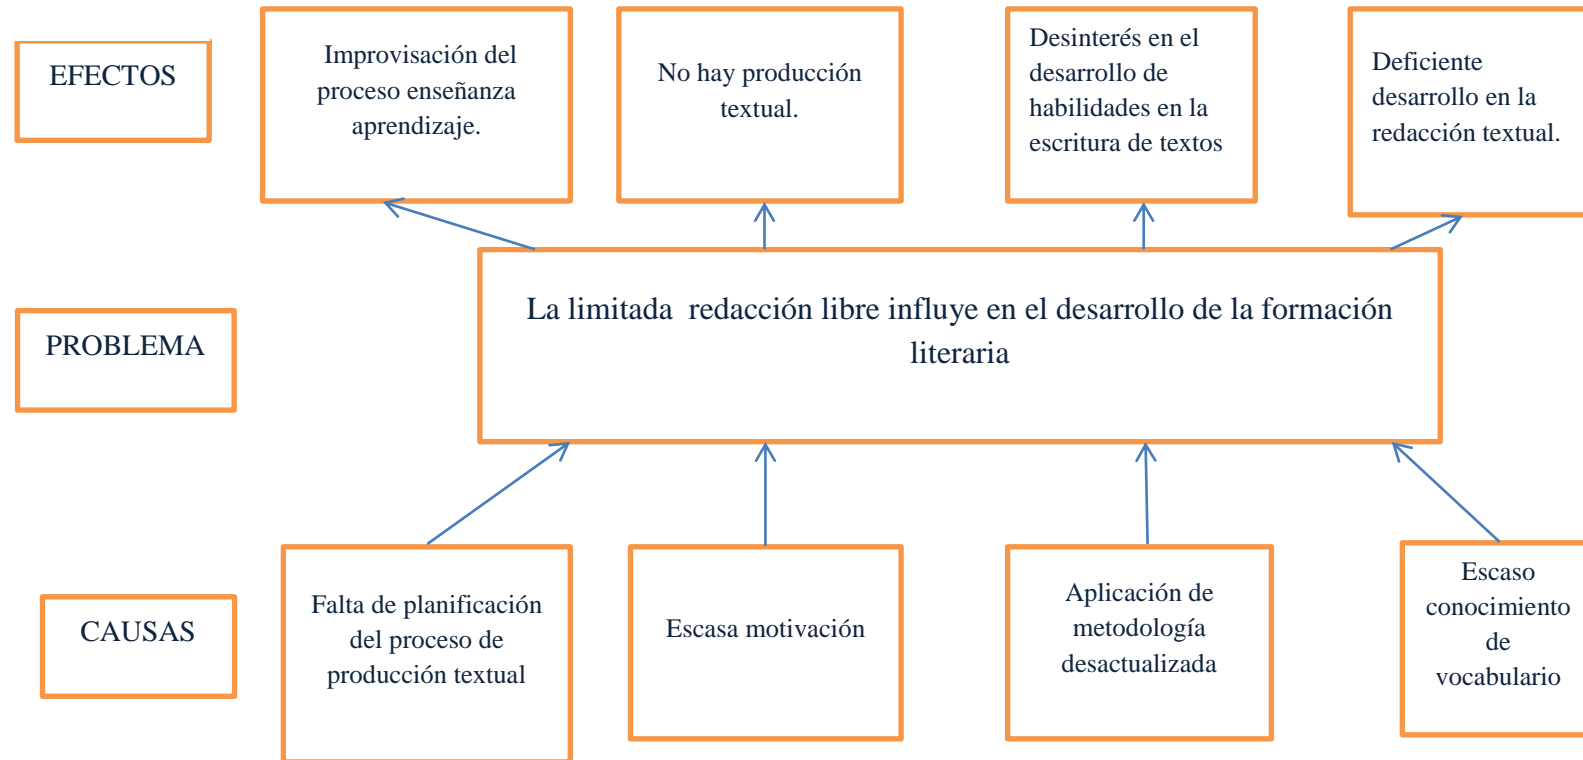 EFECTOS
Improvisación del
proceso enseñanza
aprendizaje.
No hay producción
textual.
Desinterés en el
desarrollo de
habilidades en la
escritura de textos
Deficiente
desarrollo en la
redacción textual.
PROBLEMA
La limitada  redacción libre influye en el desarrollo de la formación
literaria
CAUSAS
Falta de planificación
del proceso de
producción textual
Escasa motivación
Aplicación de
metodología
desactualizada
Escaso
conocimiento
de
vocabulario